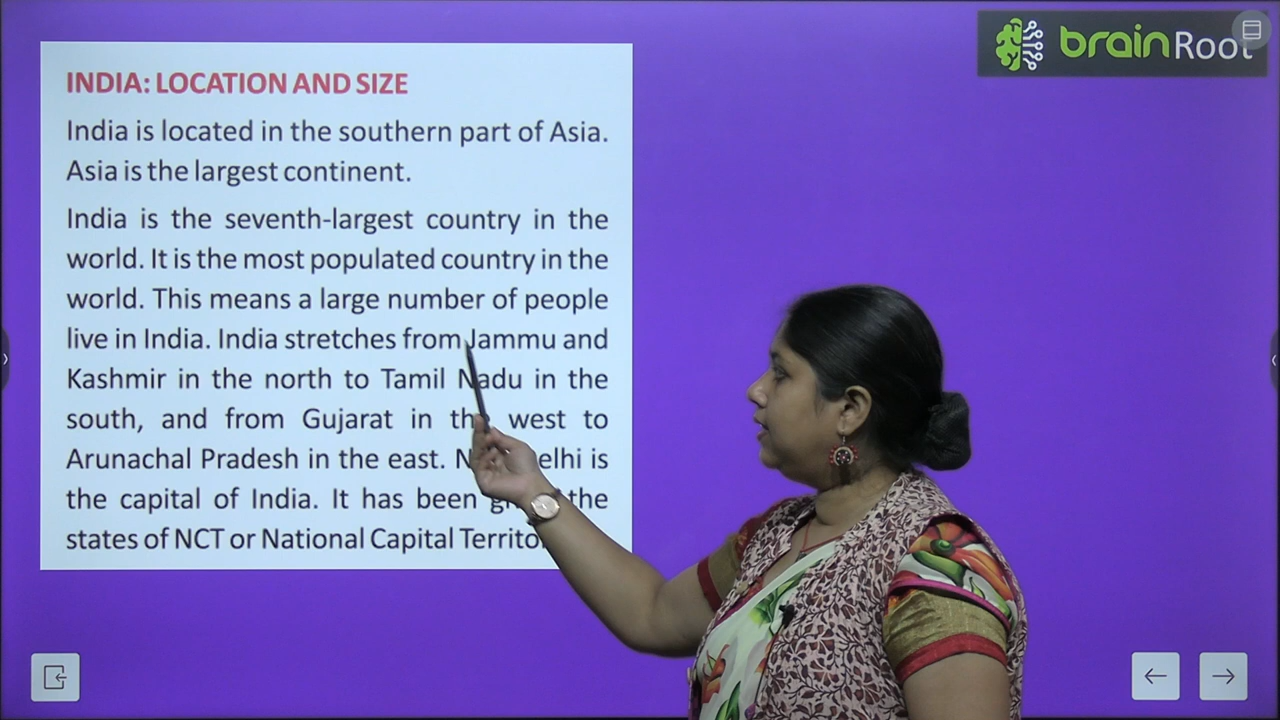 brainRoot
INDIA: LOCATION AND SIZE
India is located in the southern part of Asia.
Asia is the largest continent.
India is the seventh-largest country in the
world. It is the most populated country in the
world. This means a large number of people
live in India. India stretches from Jammu and
Kashmir in the north to Tamil Nadu in the
south, and from Gujarat in the west to
Arunachal Pradesh in the east. is
the capital of India. It has been the
states of NCT or National Capital